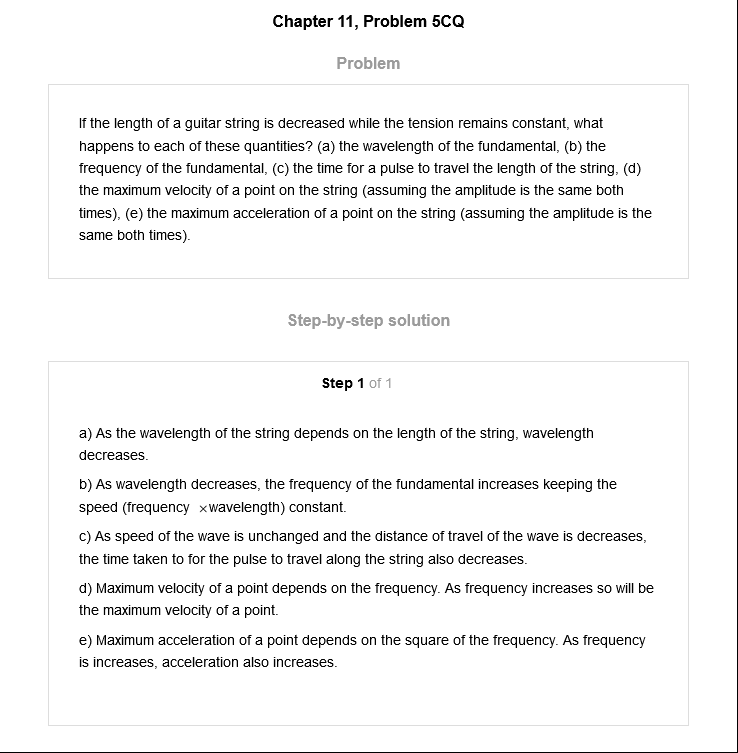 Chapter 11, Problem 5CQ
Problem
If the length of a guitar string is decreased while the tension remains constant, what
happens to each of these quantities? (a) the wavelength of the fundamental, (b) the
frequency of the fundamental, (c) the time for a pulse to travel the length of the string, (d)
the maximum velocity of a point on the string (assuming the amplitude is the same both
times), (e) the maximum acceleration of a point on the string (assuming the amplitude is the
same both times).
Step-by-step solution
Step 1 of 1
a) As the wavelength of the string depends on the length of the string, wavelength
decreases.
b) As wavelength decreases, the frequency of the fundamental increases keeping the
speed (frequency ×wavelength) constant.
c) As speed of the wave is unchanged and the distance of travel of the wave is decreases,
the time taken to for the pulse to travel along the string also decreases.
d) Maximum velocity of a point depends on the frequency. As frequency increases so will be
the maximum velocity of a point.
e) Maximum acceleration of a point depends on the square of the frequency. As frequency
is increases, acceleration also increases.